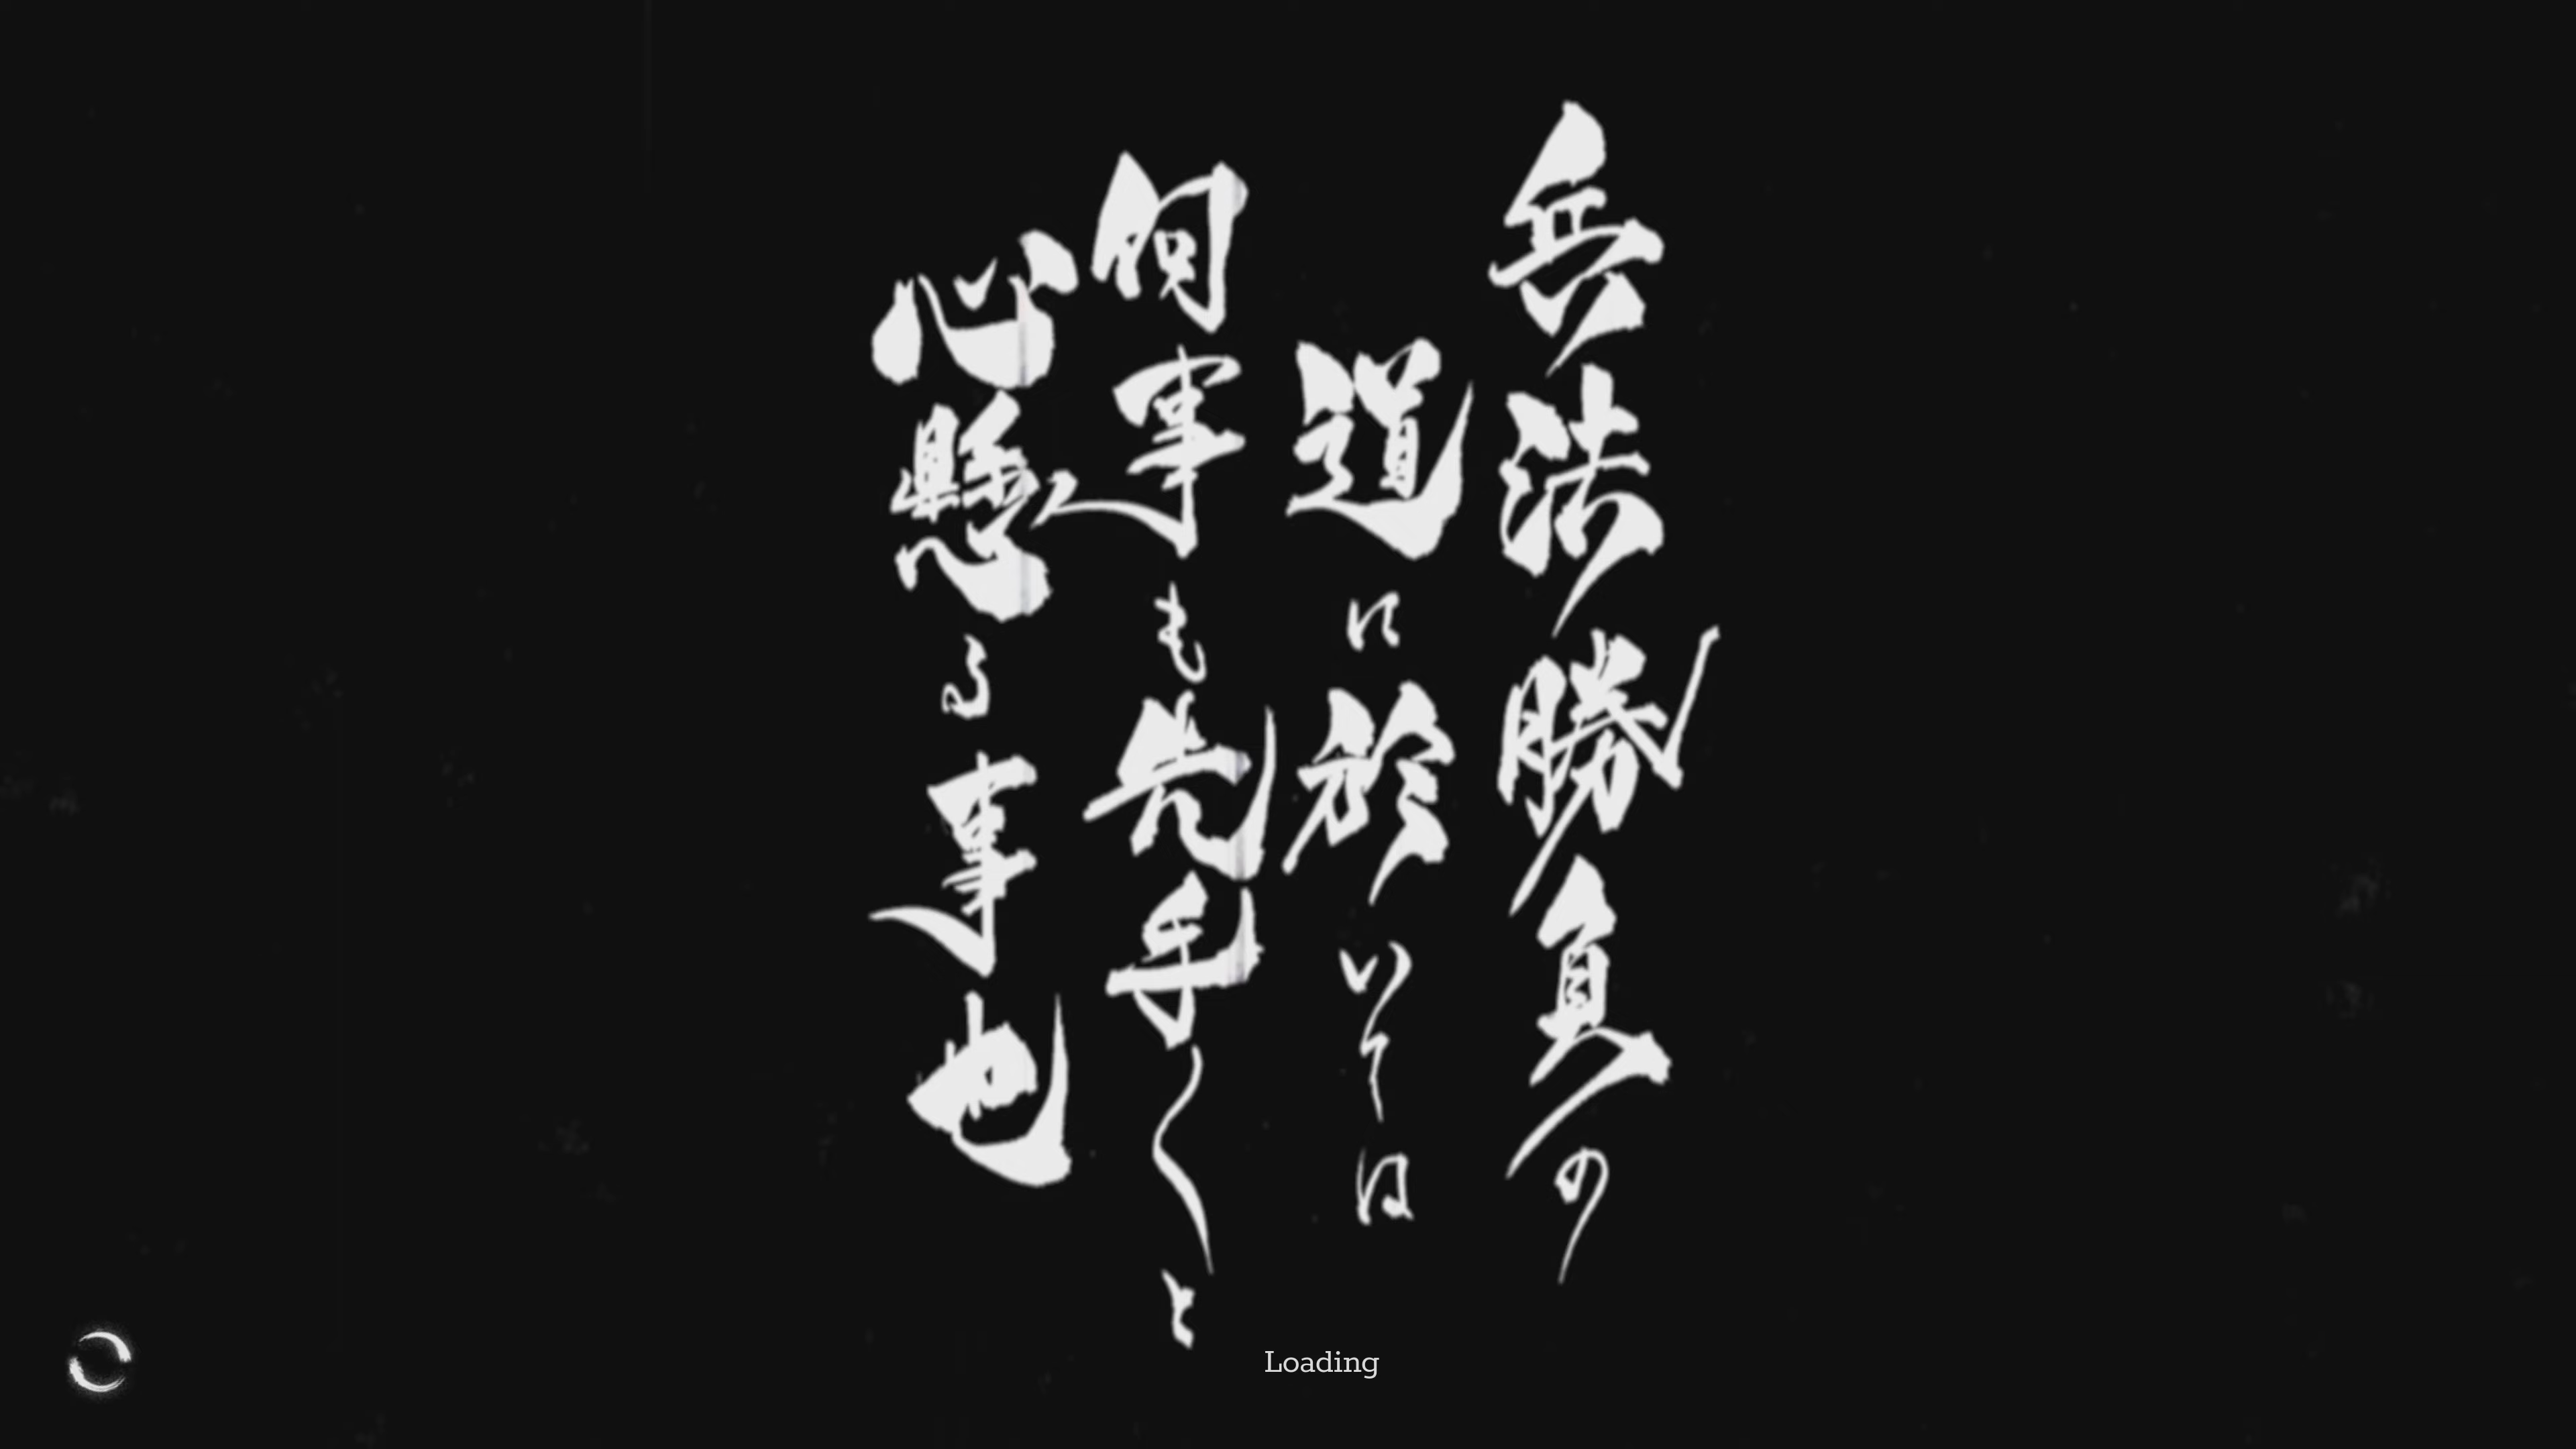 兵法勝負の
道に於いては
何事も先手〱と
心懸る事也
Loading